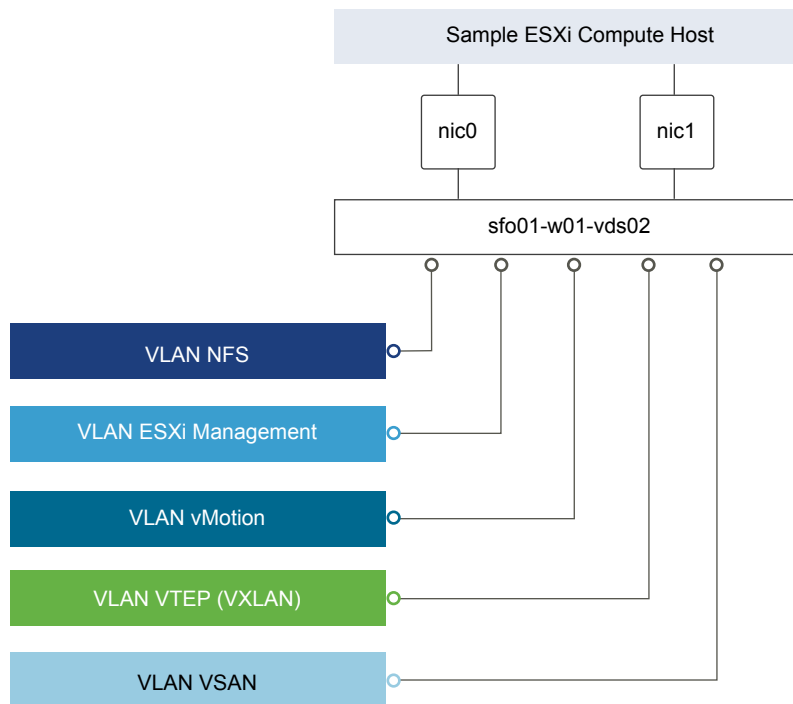 Sample ESXi Compute Host
nic0
nic1
sfo01-w01-vds02
VLAN NFS
VLAN ESXi Management
VLAN vMotion
VLAN VTEP (VXLAN)
VLAN VSAN